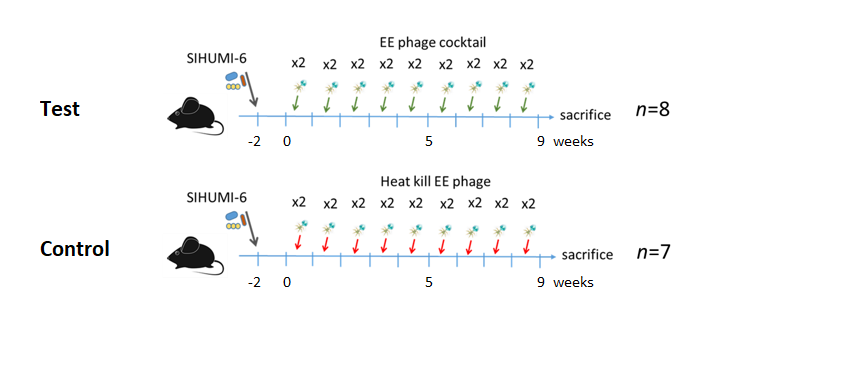 EE phage cocktail
SIHUMI-6
x2 x2 x2 x2 x2 x2 x2 x2 x2
Test
sacrifice
n=8
-2 0 5 9 weeks
Heat kill EE phage
SIHUMI-6
x2 x2 x2 x2 x2 x2 x2 x2 x2
Control
sacrifice
n=7
-2 0 5 9 weeks